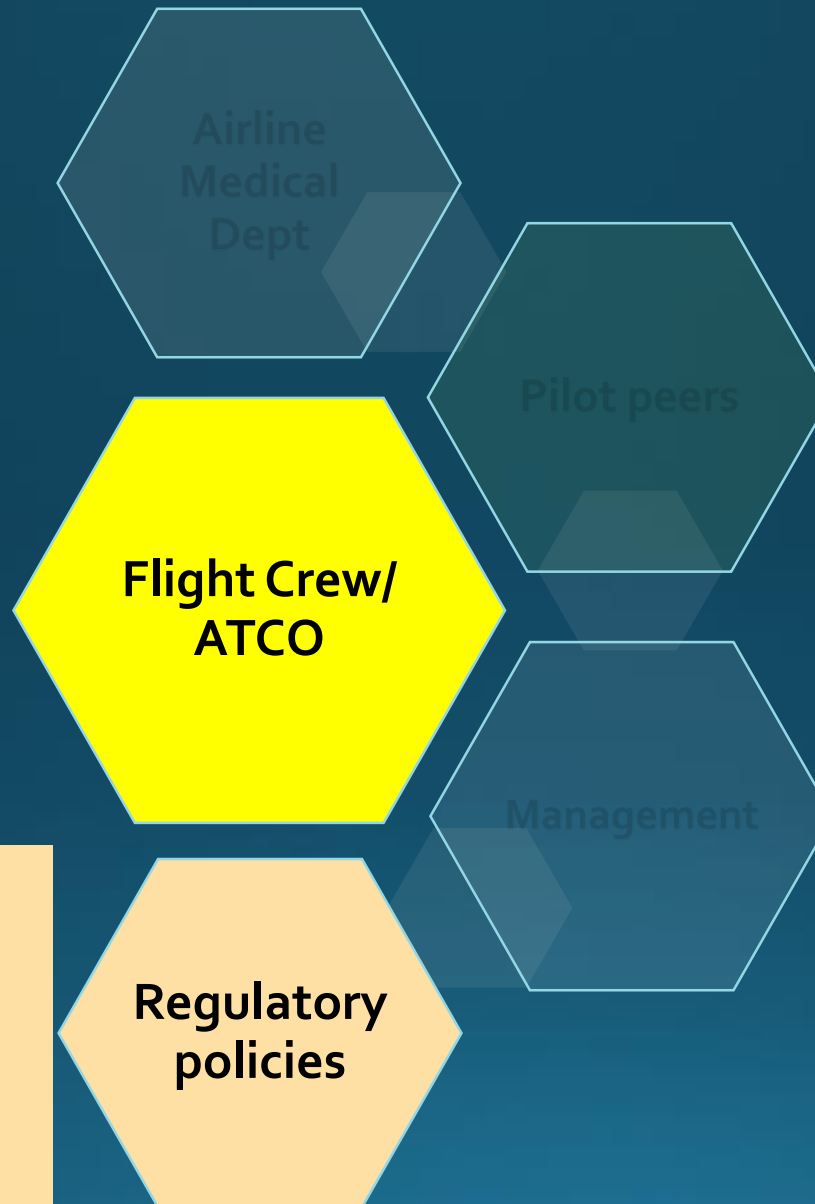 Airline
Medical
Dept
Pilot peers
Flight Crew/
ATCO
Management
Regulatory
policies